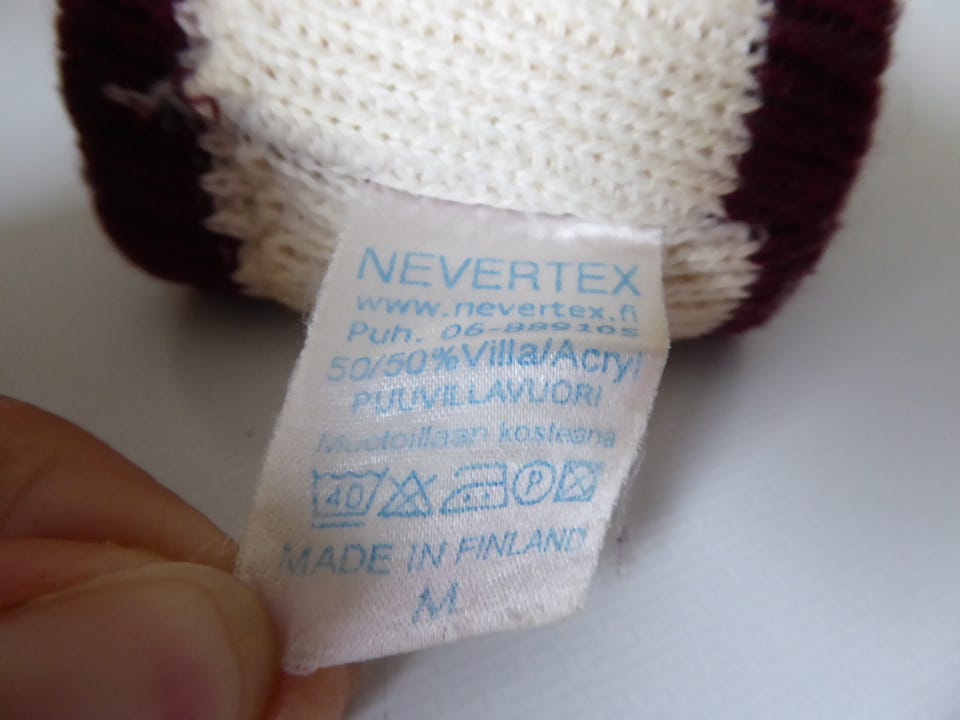 NEVERTEX
www.nevertex.fi
Puh. 06-889105
50/50%Villa/Acryl
PUUVILLAVUORI
Muotoillaan kosteana
40 P
MADE IN FINLAND
M